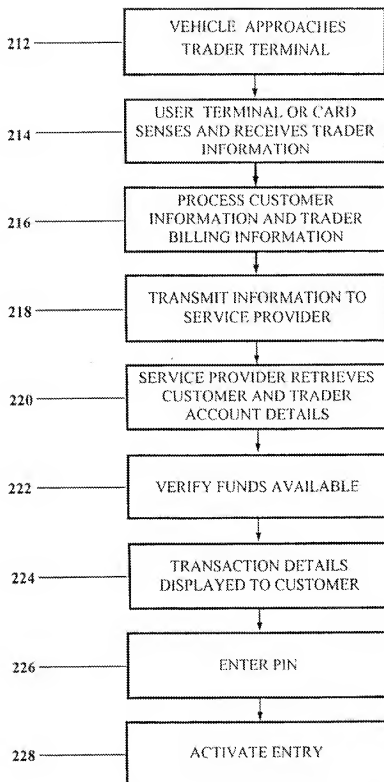 212
VEHICLE APPROACHES
TRADER TERMINAL
214
USER TERMINAL OR CARD
SENSES AND RECEIVES TRADER
INFORMATION
216
PROCESS CUSTOMER
INFORMATION AND TRADER
BILLING INFORMATION
218
TRANSMIT INFORMATION TO
SERVICE PROVIDER
220
SERVICE PROVIDER RETRIEVES
CUSTOMER AND TRADER
ACCOUNT DETAILS
222
VERIFY FUNDS AVAILABLE
224
TRANSACTION DETAILS
DISPLAYED TO CUSTOMER
226
ENTER PIN
228
ACTIVATE ENTRY